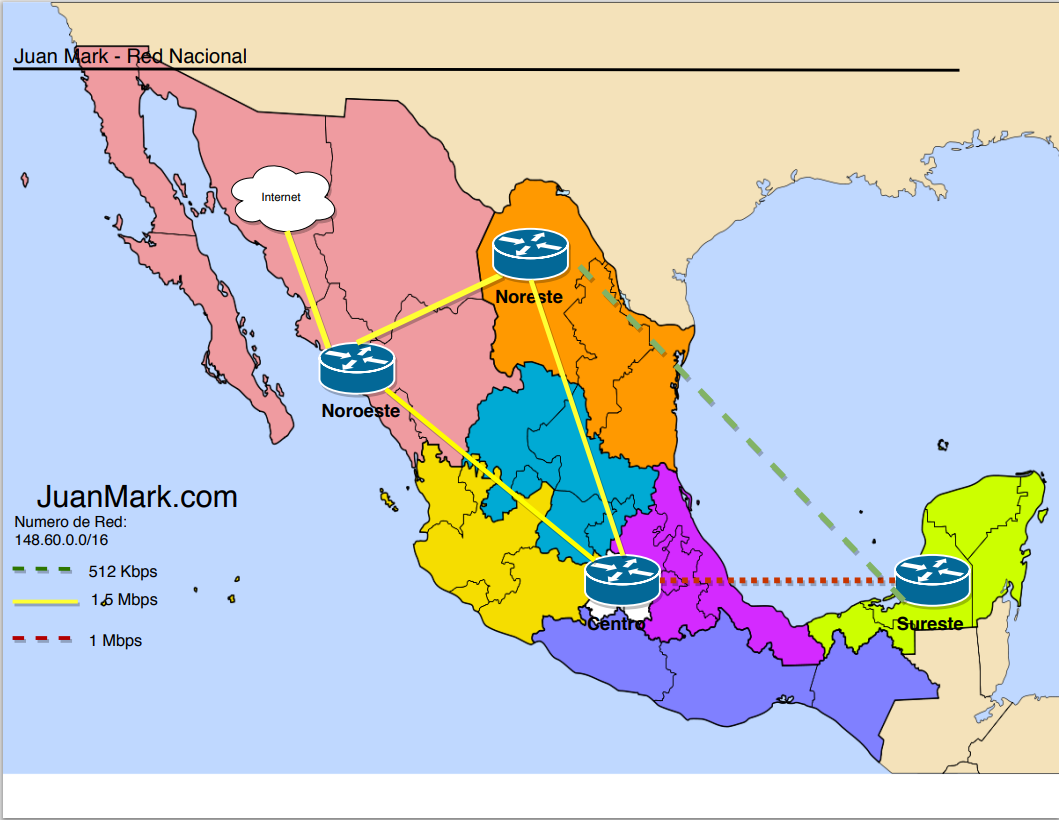 Juan Mark - Red Nacional
Internet
Noreste
Noroeste
JuanMark.com
Numero de Red:
148.60.0.0/16
512 Kbps
1.5 Mbps
1 Mbps
Centro
Sureste